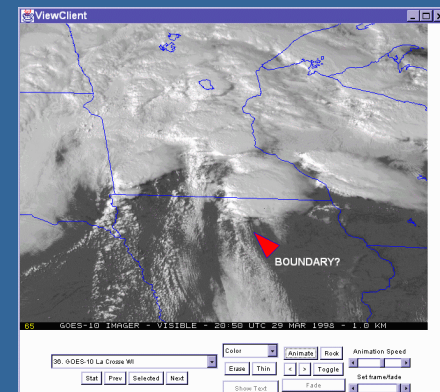 ViewClient
BOUNDARY?
65 GOES-10 IMAGER - VISIBLE - 20:50 UTC 29 MAR 1998 - 1.0 KM
36. GOES-10 La Crosse WI
Stat Prev Selected Next
Color
Erase Thin
Show Text
Animate Rock
< > Toggle
Fade
Animation Speed
Set frame/fade